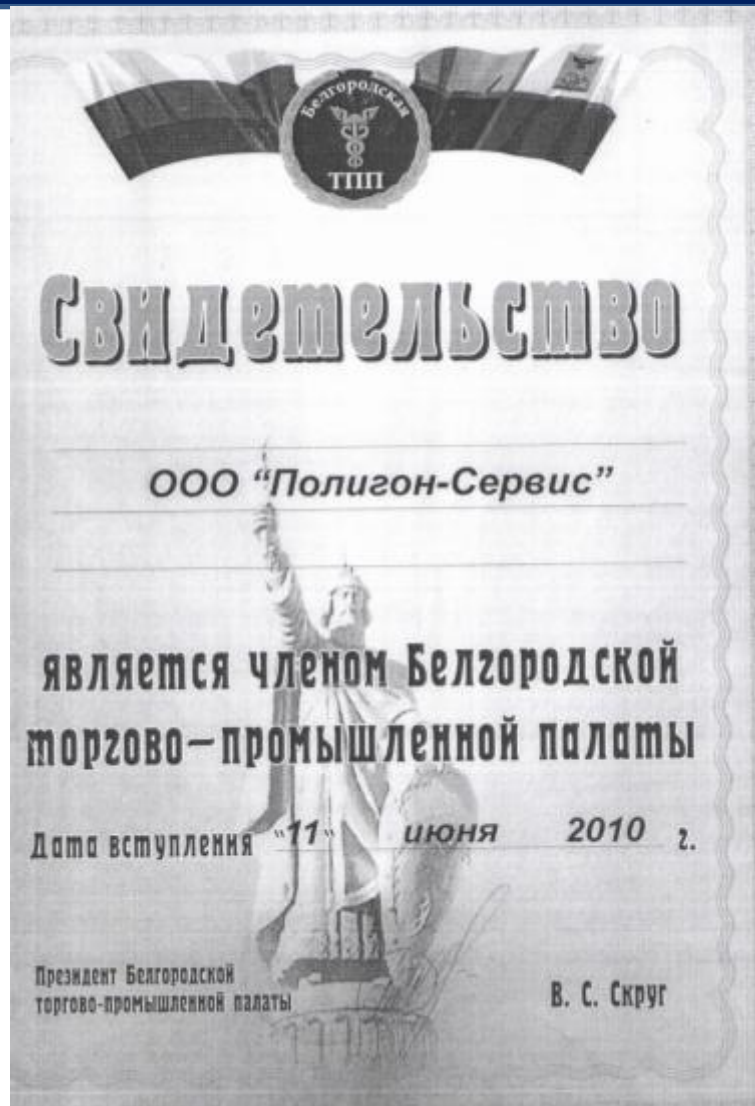 Белгородская
ТПП
Свидетельство
ООО “Полигон-Сервис”
является членом Белгородской
торгово-промышленной палаты
Дата вступления "11" июня 2010 г.
Президент Белгородской
торгово-промышленной палаты
В. С. Скруг